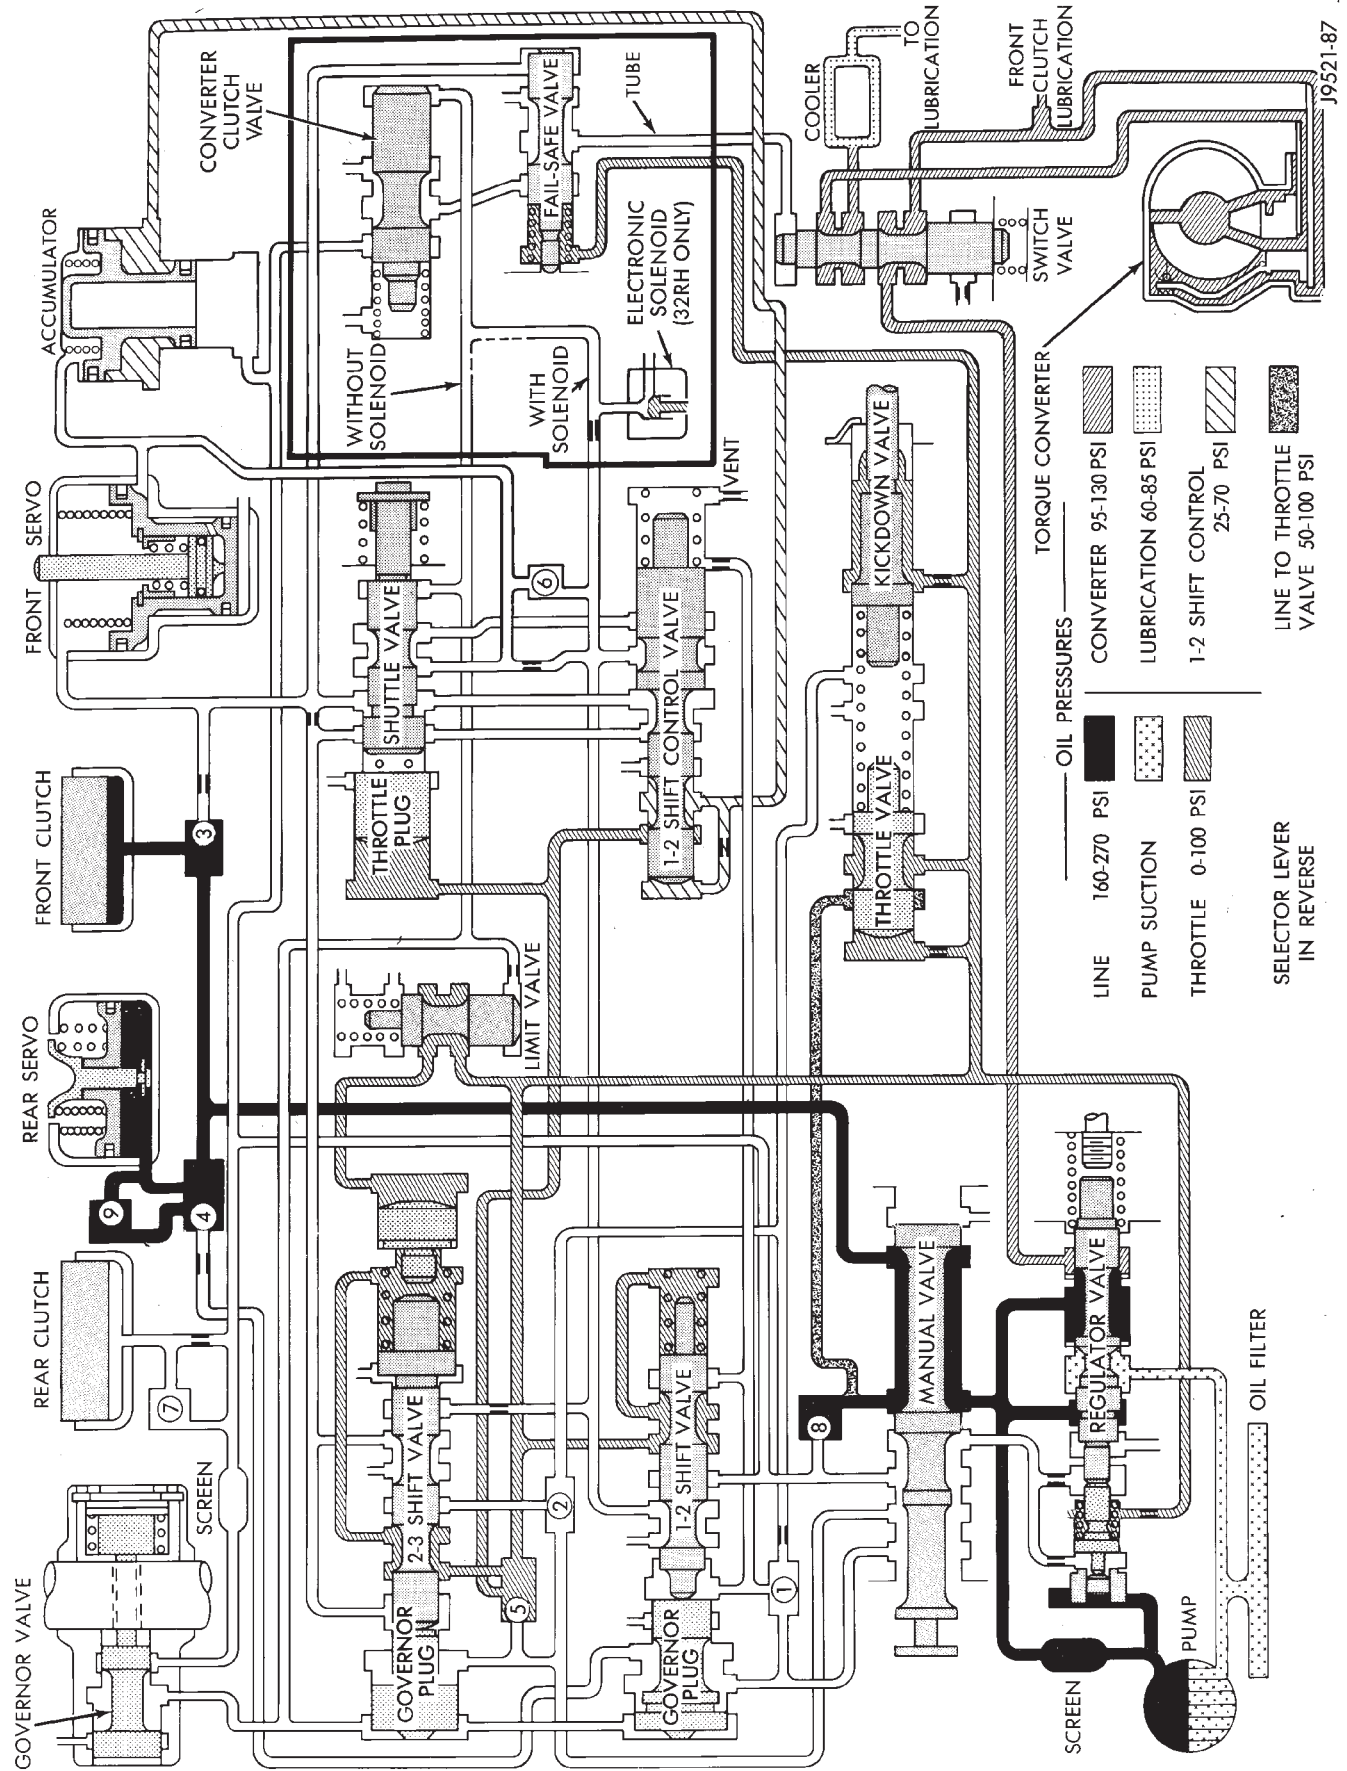 GOVERNOR VALVE
REAR CLUTCH
REAR SERVO
FRONT CLUTCH
FRONT SERVO
ACCUMULATOR
CONVERTER
CLUTCH
VALVE
SCREEN
7
9
4
3
GOVERNOR
PLUG
2-3 SHIFT VALVE
LIMIT VALVE
THROTTLE
PLUG
SHUTTLE VALVE
WITHOUT
SOLENOID
WITH
SOLENOID
FAIL-SAFE VALVE
TUBE
ELECTRONIC
SOLENOID
(32RH ONLY)
5
2
6
GOVERNOR
PLUG
1-2 SHIFT VALVE
1-2 SHIFT CONTROL VALVE
VENT
1
8
COOLER
TO
LUBRICATION
FRONT
CLUTCH
LUBRICATION
SWITCH
VALVE
MANUAL VALVE
THROTTLE VALVE
KICKDOWN VALVE
TORQUE CONVERTER
REGULATOR VALVE
SCREEN
PUMP
OIL FILTER
OIL PRESSURES
LINE 160-270 PSI
PUMP SUCTION
THROTTLE 0-100 PSI
CONVERTER 95-130 PSI
LUBRICATION 60-85 PSI
1-2 SHIFT CONTROL
25-70 PSI
LINE TO THROTTLE
VALVE 50-100 PSI
SELECTOR LEVER
IN REVERSE
J9521-87